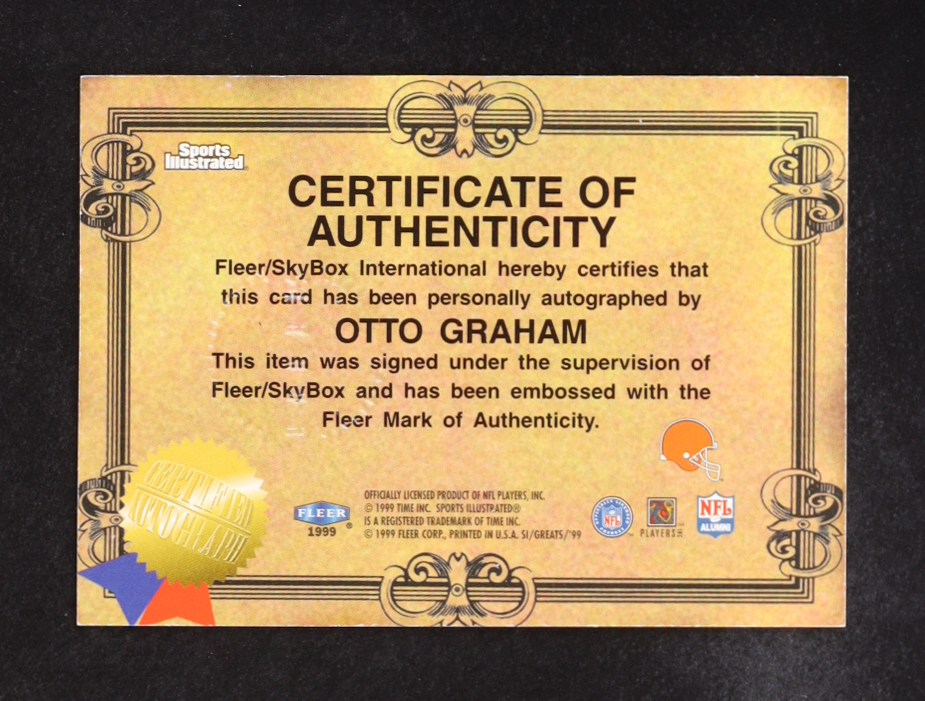 Sports
Illustrated
CERTIFICATE OF
AUTHENTICITY
Fleer/SkyBox International hereby certifies that
this card has been personally autographed by
OTTO GRAHAM
This item was signed under the supervision of
Fleer/SkyBox and has been embossed with the
Fleer Mark of Authenticity.
CERTIFIED
AUTOGRAPH
FLEER®
1999
OFFICIALLY LICENSED PRODUCT OF NFL PLAYERS, INC.
© 1999 TIME INC. SPORTS ILLUSTRATED®
IS A REGISTERED TRADEMARK OF TIME INC.
© 1999 FLEER CORP., PRINTED IN U.S.A. SI/GREATS/'99
NFL
PLAYERS
NFL
ALUMNI